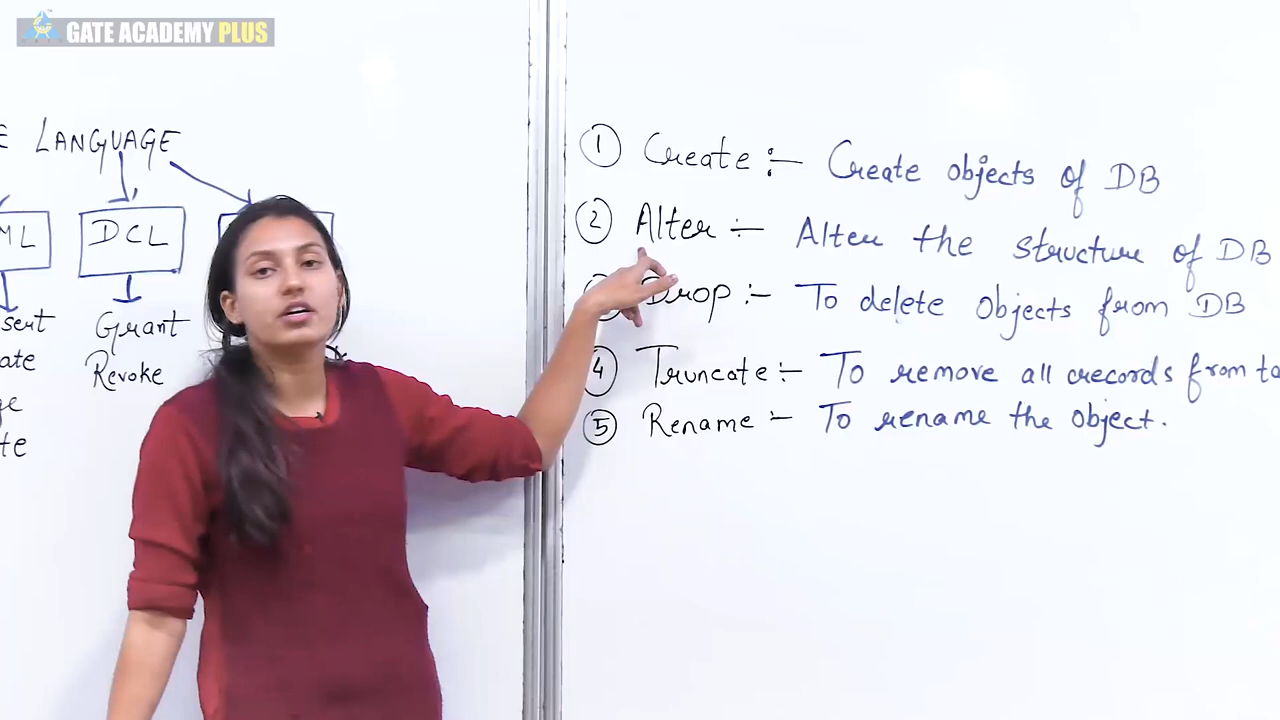 GATE ACADEMY PLUS
E LANGUAGE
ML DCL
sert Grant
ate Revoke
ge
te
① Create :- Create objects of DB
② Alter :- Alter the structure of DB
Drop :- To delete objects from DB
④ Truncate :- To remove all records from ta
⑤ Rename - To rename the object.